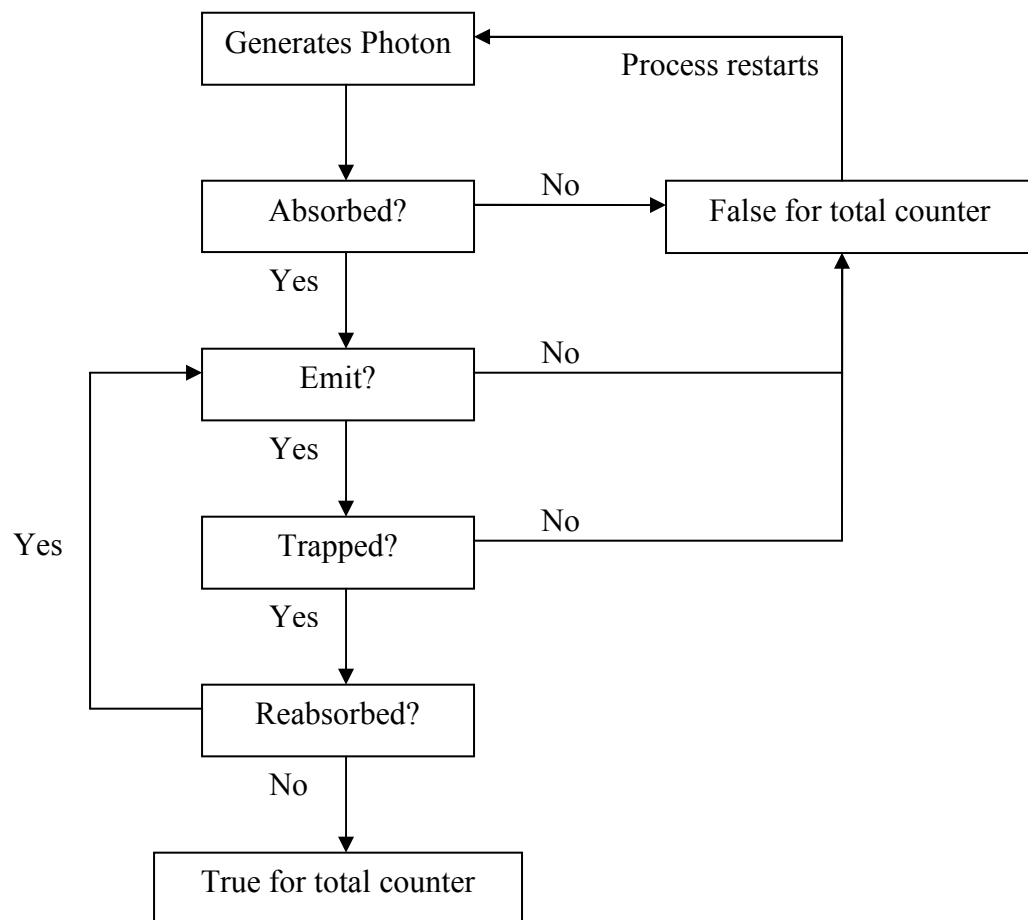 Generates Photon
Process restarts
Absorbed?
No
False for total counter
Yes
Emit?
No
Yes
Trapped?
No
Yes
Yes
Reabsorbed?
No
True for total counter